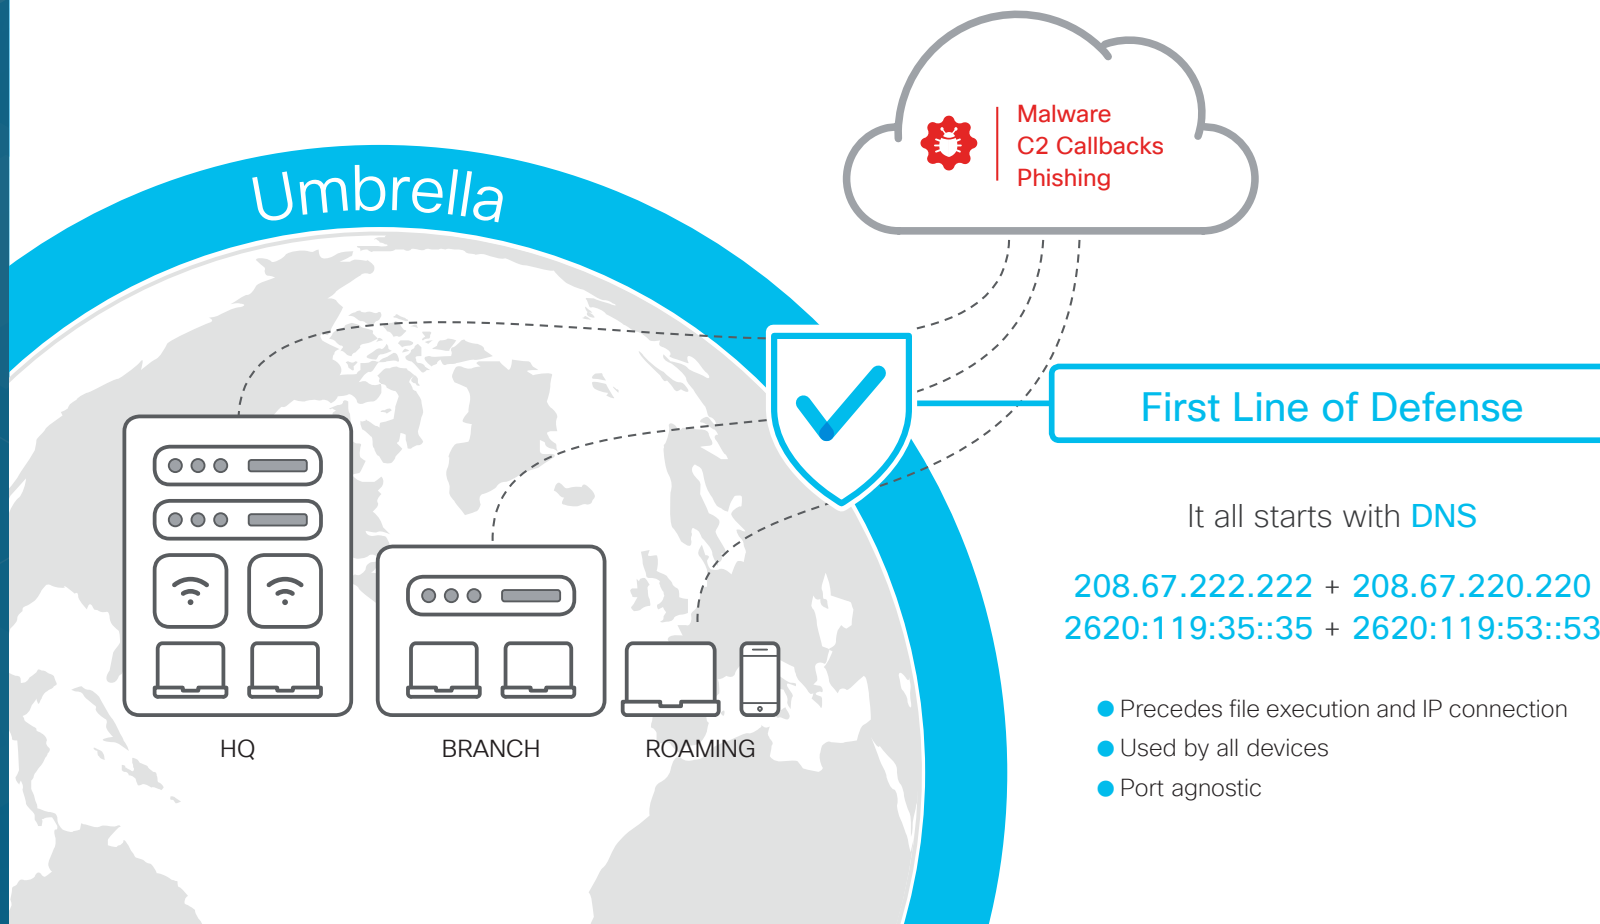 Umbrella
Malware
C2 Callbacks
Phishing
First Line of Defense
It all starts with DNS
208.67.222.222 + 208.67.220.220
2620:119:35::35 + 2620:119:53::53
Precedes file execution and IP connection
Used by all devices
Port agnostic
HQ
BRANCH
ROAMING